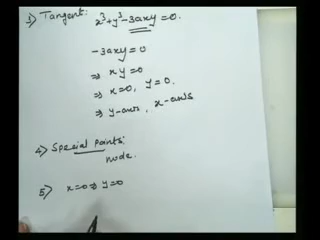 3) Tangent: x³+y³-3axy=0.
-3axy=0
⇒ xy=0
⇒ x=0, y=0.
⇒ y-axis, x-axis
4) Special points:
node.
5) x=0 ⇒ y=0